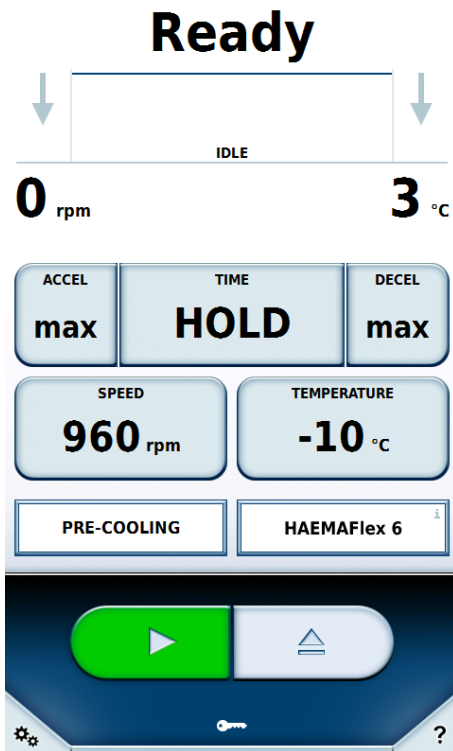 Ready
IDLE
0 rpm
3 °C
ACCEL
TIME
DECEL
max
HOLD
max
SPEED
TEMPERATURE
960 rpm
-10 °C
PRE-COOLING
HAEMAFlex 6
i
?